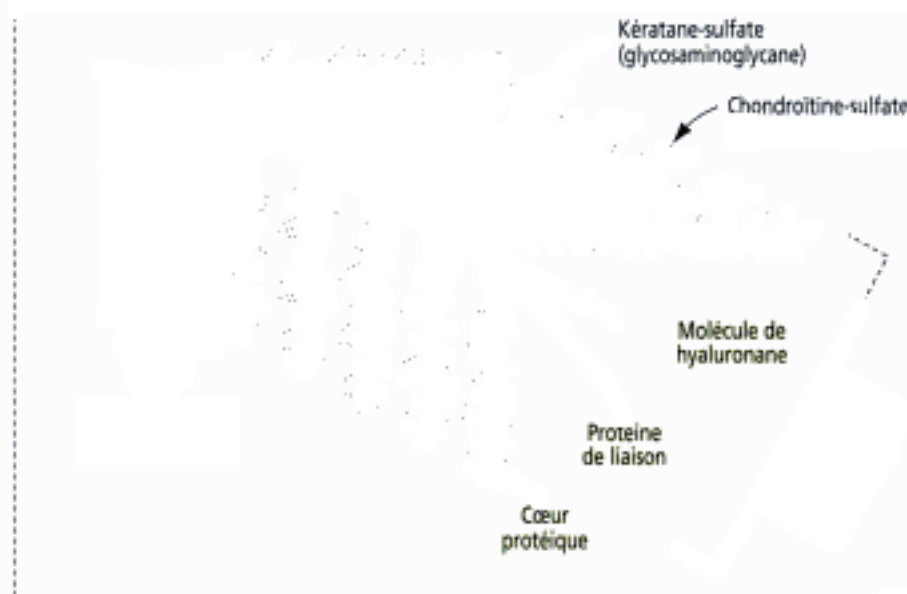 Kératane-sulfate
(glycosaminoglycane)
Chondroïtine-sulfate
Molécule de
hyaluronane
Proteine
de liaison
Cœur
protéique